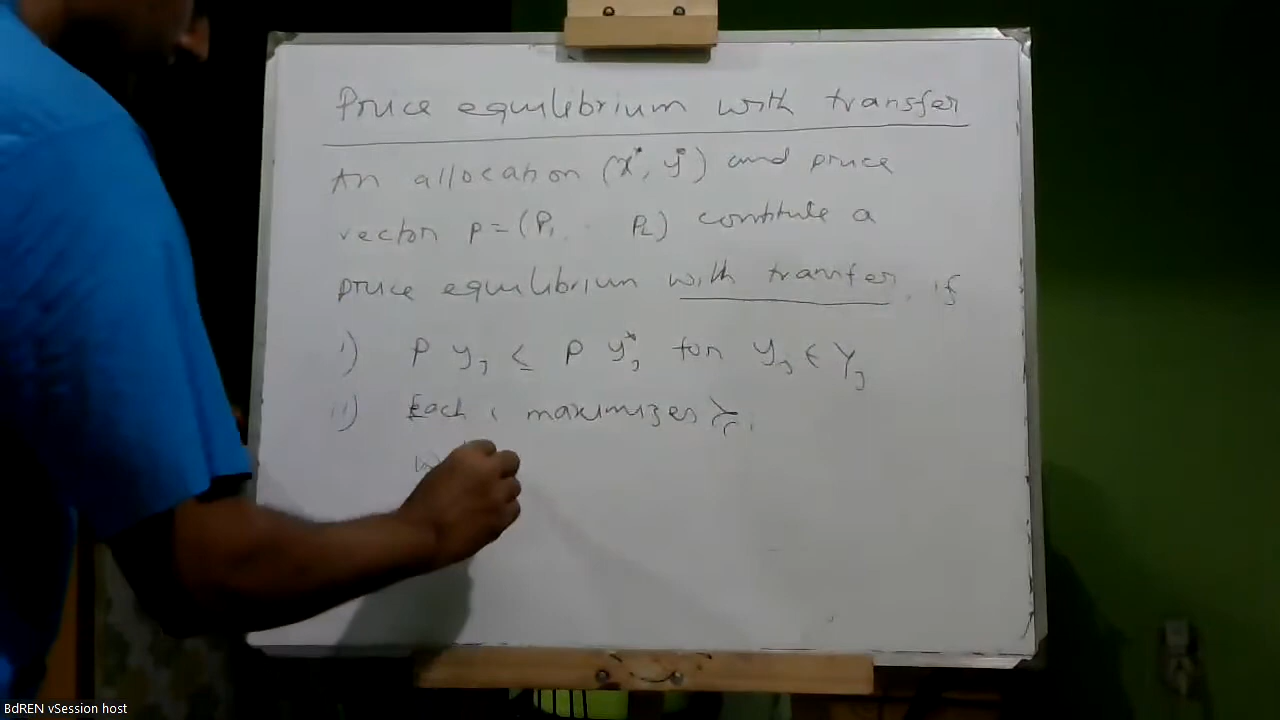 Price equilibrium with transfer
An allocation (x*, y*) and price
vector p = (P1, . . PL) constitute a
price equilibrium with transfer, if
i) P yj ≤ P yj* for yj ∈ Yj
ii) Each i maximizes ≿i
BdREN vSession host